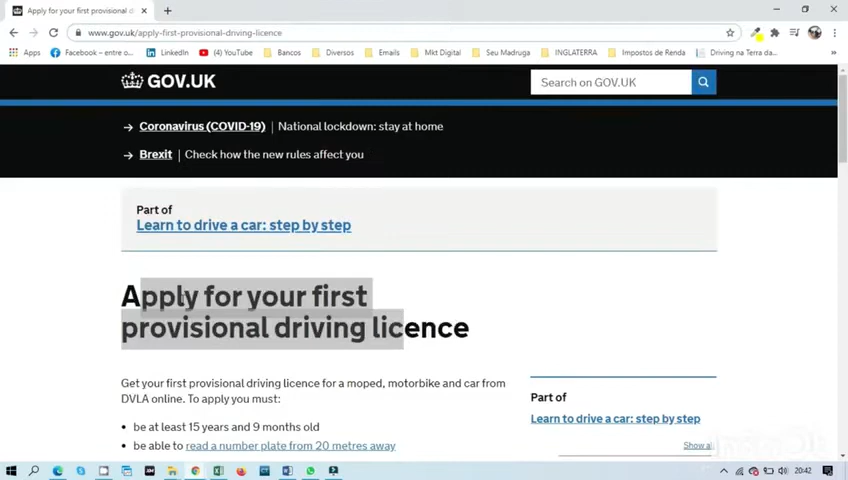 Apply for your first provisional d
www.gov.uk/apply-first-provisional-driving-licence
Apps
Facebook – entre o...
LinkedIn
(4) YouTube
Bancos
Diversos
Emails
Mkt Digital
Seu Madruga
INGLATERRA
Impostos de Renda
Driving na Terra da...
GOV.UK
Search on GOV.UK
Coronavirus (COVID-19) | National lockdown: stay at home
Brexit | Check how the new rules affect you
Part of
Learn to drive a car: step by step
Apply for your first
provisional driving licence
Get your first provisional driving licence for a moped, motorbike and car from
DVLA online. To apply you must:
be at least 15 years and 9 months old
be able to read a number plate from 20 metres away
Part of
Learn to drive a car: step by step
Show all
20:42